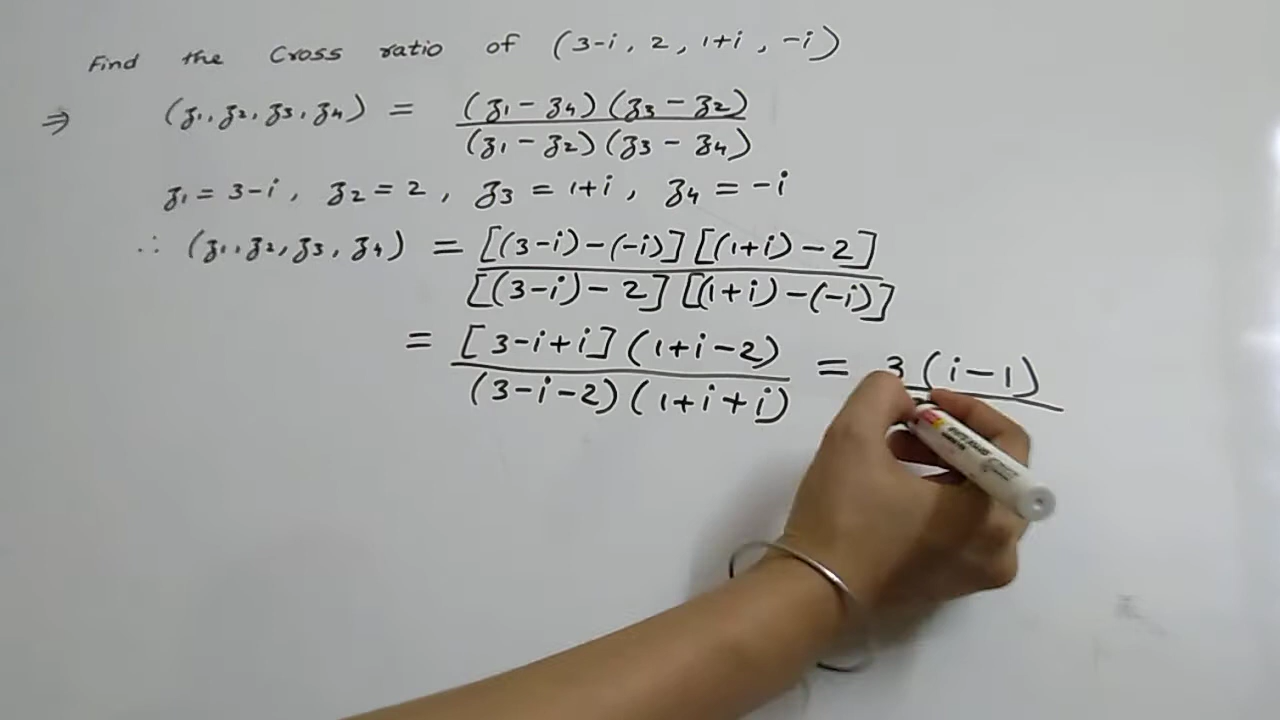 Find the Cross ratio of (3-i, 2, 1+i, -i)
⇒ (z1, z2, z3, z4) = (z1 - z4)(z3 - z2) / (z1 - z2)(z3 - z4)
z1 = 3-i, z2 = 2, z3 = 1+i, z4 = -i
∴ (z1, z2, z3, z4) = [(3-i)-(-i)][(1+i)-2] / [(3-i)-2][(1+i)-(-i)]
= [3-i+i](1+i-2) / (3-i-2)(1+i+i) = 3(i-1)